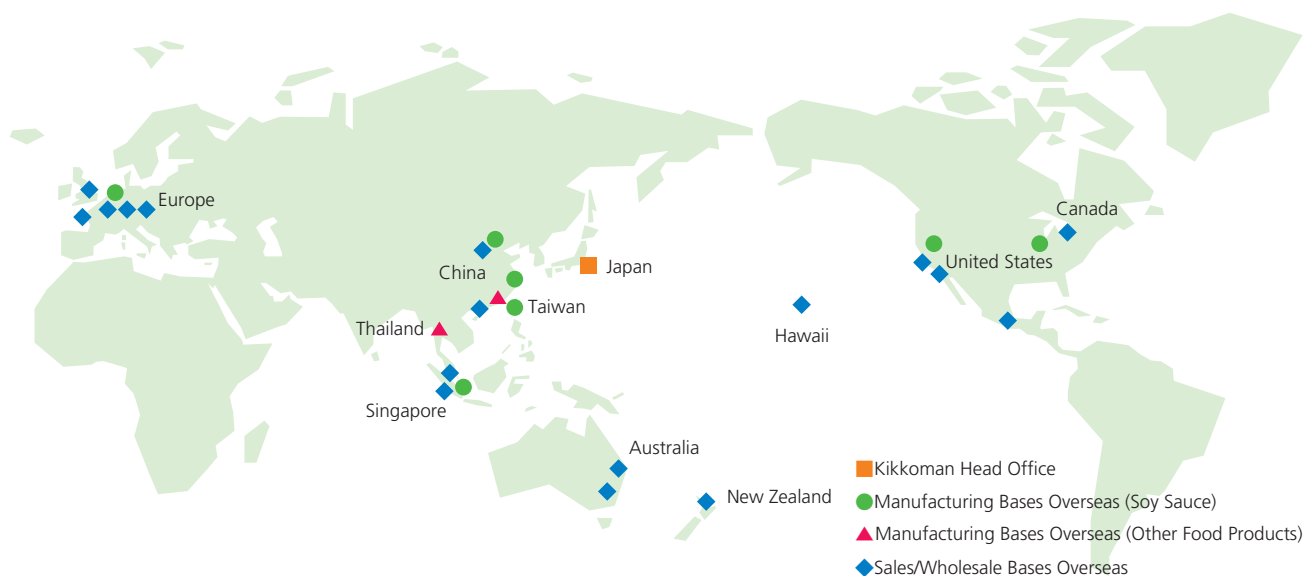 Europe
Canada
United States
China
Japan
Taiwan
Hawaii
Thailand
Singapore
Australia
New Zealand
Kikkoman Head Office
Manufacturing Bases Overseas (Soy Sauce)
Manufacturing Bases Overseas (Other Food Products)
Sales/Wholesale Bases Overseas